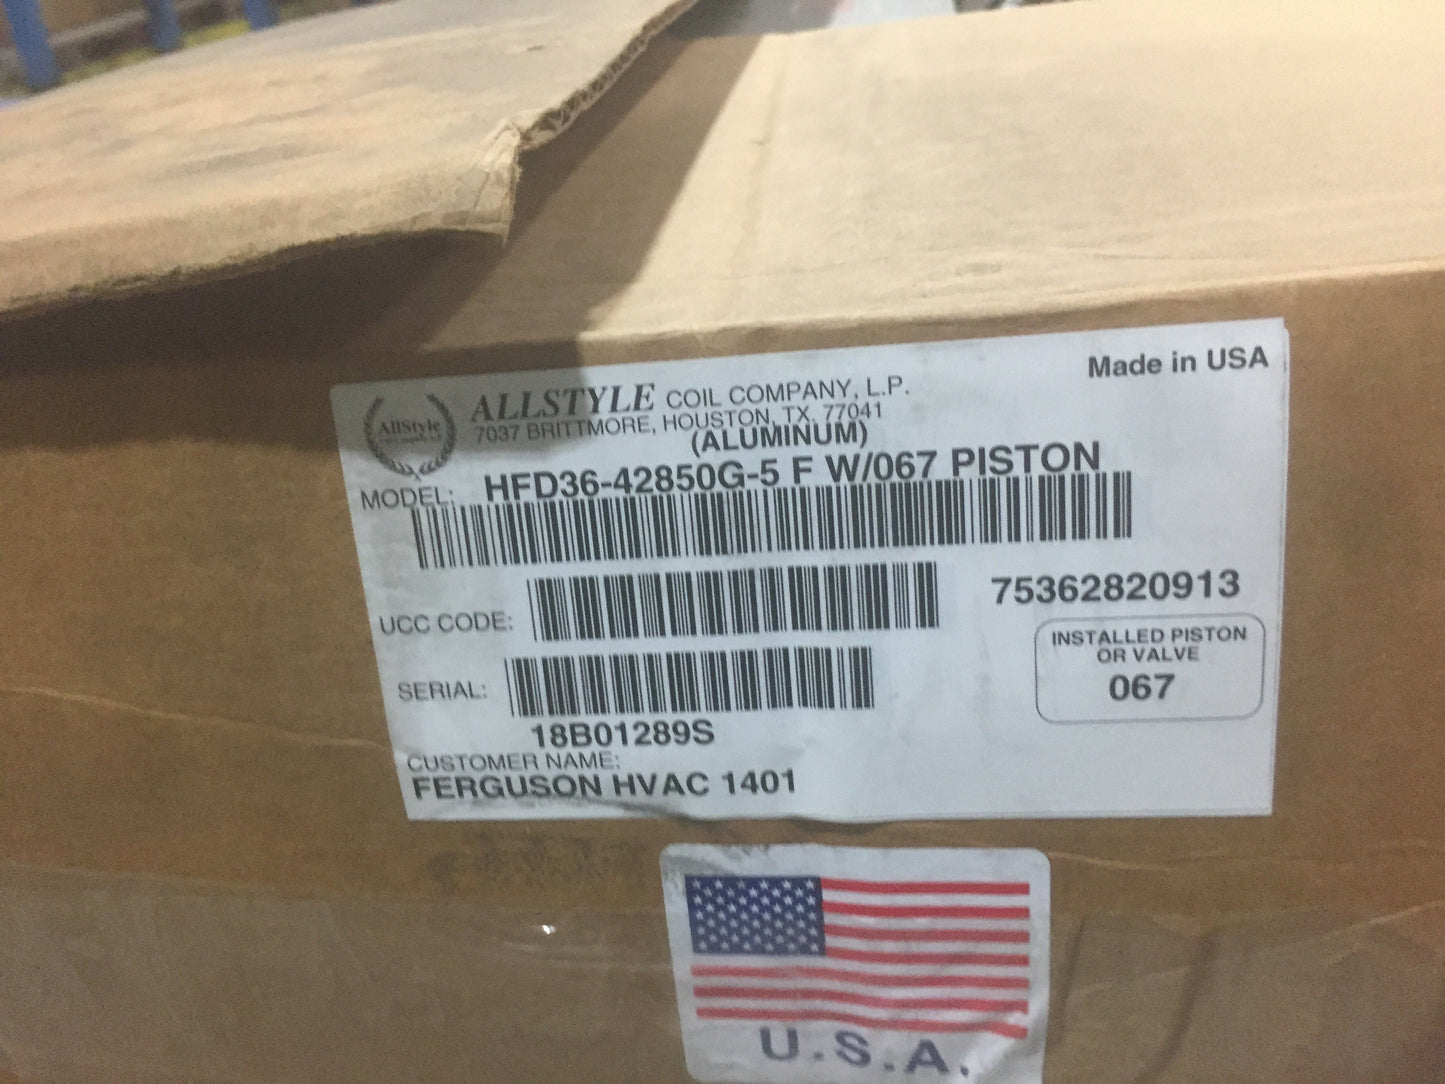 Made in USA
AllStyle
ALLSTYLE COIL COMPANY, L.P.
7037 BRITTMORE, HOUSTON, TX. 77041
(ALUMINUM)
MODEL: HFD36-42850G-5 F W/067 PISTON
UCC CODE: 75362820913
INSTALLED PISTON
OR VALVE
067
SERIAL:
18B01289S
CUSTOMER NAME:
FERGUSON HVAC 1401
U.S.A.